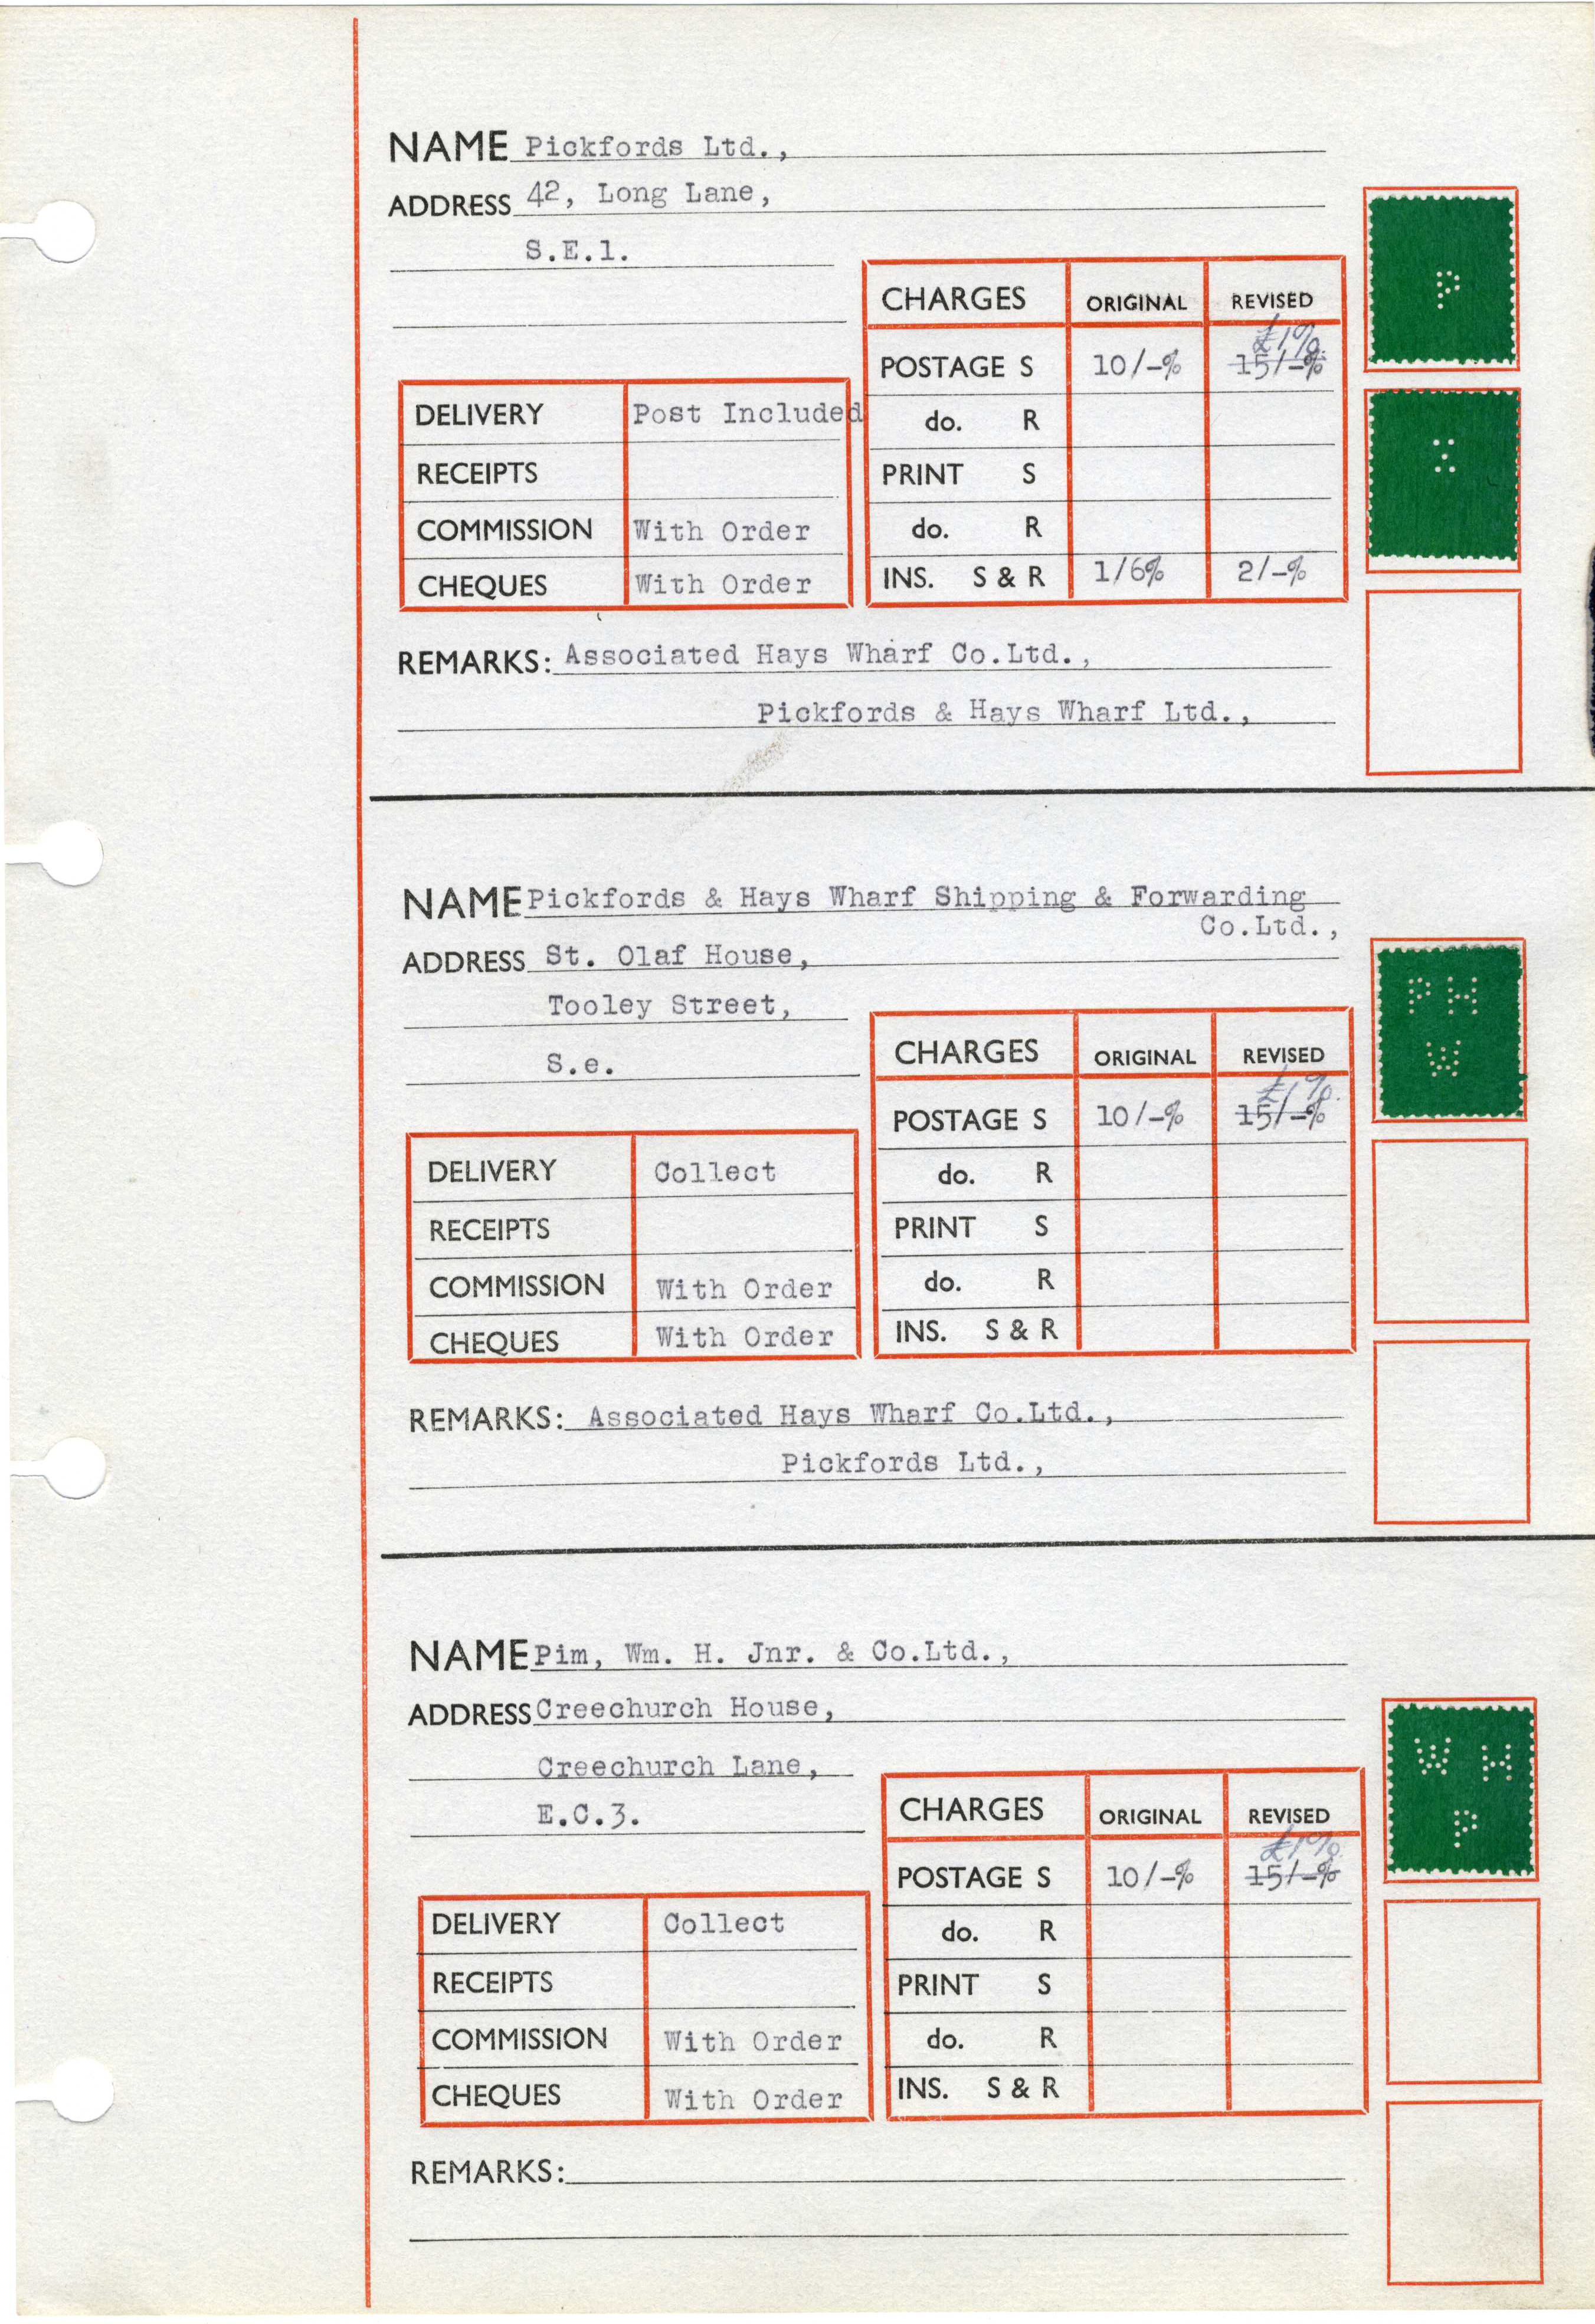 NAME Pickfords Ltd.,
ADDRESS 42, Long Lane,
S.E.1.
P
CHARGES ORIGINAL REVISED
£1%.
POSTAGE S 10/-% 15/-%
DELIVERY Post Included
do. R
RECEIPTS
PRINT S
COMMISSION With Order
do. R
CHEQUES With Order
INS. S & R 1/6% 2/-%
REMARKS: Associated Hays Wharf Co.Ltd.,
Pickfords & Hays Wharf Ltd.,
NAME Pickfords & Hays Wharf Shipping & Forwarding
Co.Ltd.,
ADDRESS St. Olaf House,
Tooley Street,
S.e.
PH
W
CHARGES ORIGINAL REVISED
£1%.
POSTAGE S 10/-% 15/-%
DELIVERY Collect
do. R
RECEIPTS
PRINT S
COMMISSION With Order
do. R
CHEQUES With Order
INS. S & R
REMARKS: Associated Hays Wharf Co.Ltd.,
Pickfords Ltd.,
NAME Pim, Wm. H. Jnr. & Co.Ltd.,
ADDRESS Creechurch House,
Creechurch Lane,
E.C.3.
W H
P
CHARGES ORIGINAL REVISED
£1%.
POSTAGE S 10/-% 15/-%
DELIVERY Collect
do. R
RECEIPTS
PRINT S
COMMISSION With Order
do. R
CHEQUES With Order
INS. S & R
REMARKS: